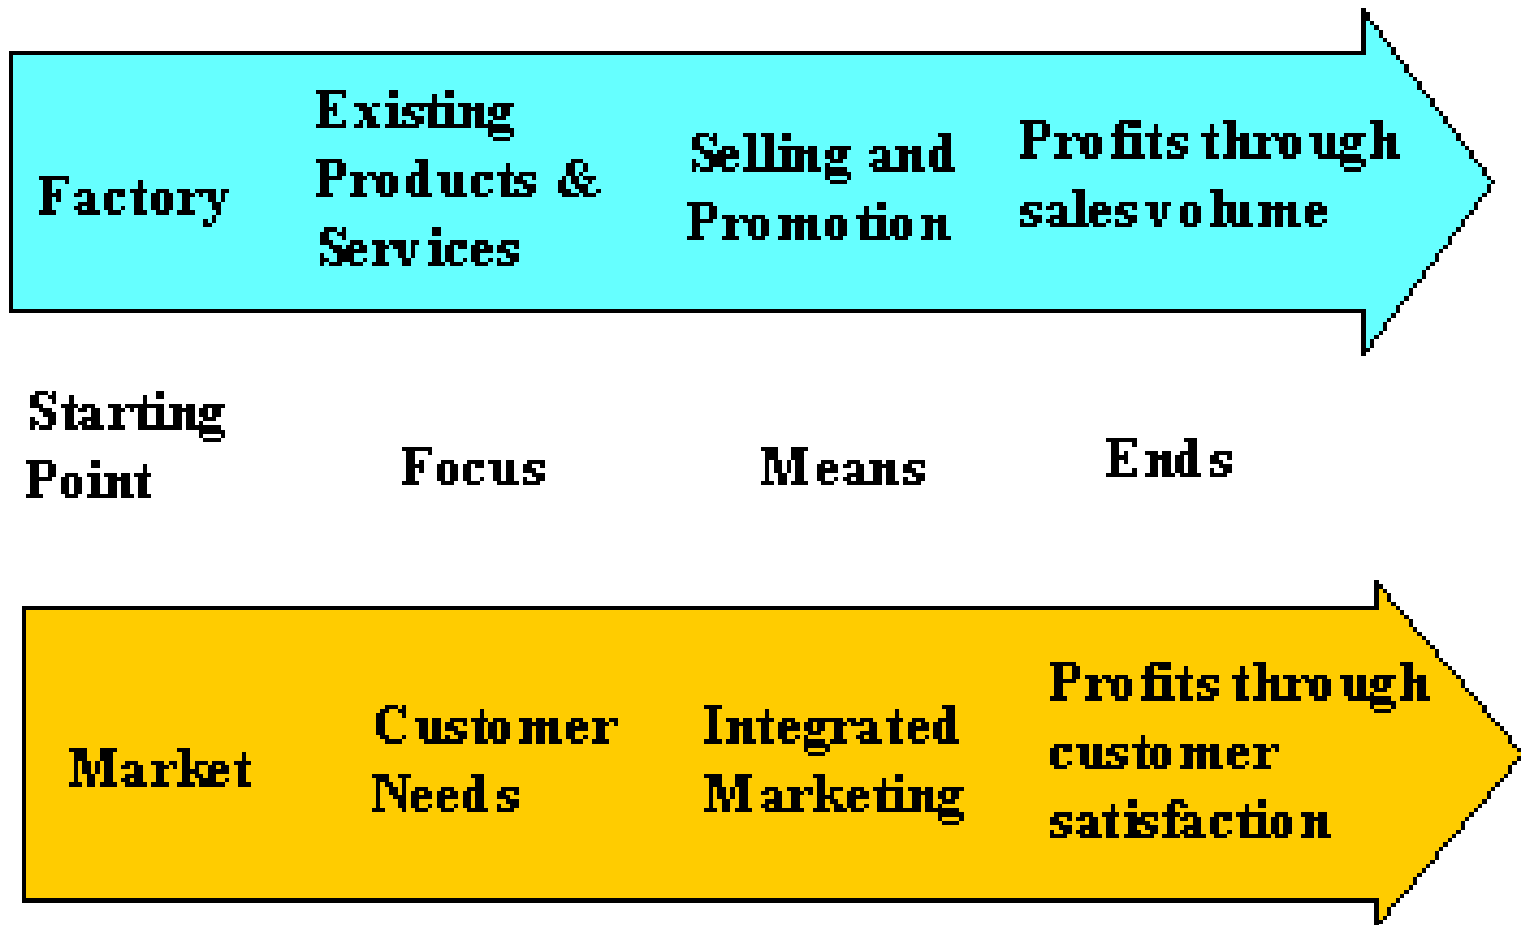 Factory
Existing
Products &
Services
Selling and
Promotion
Profits through
sales volume
Starting
Point
Focus
Means
Ends
Market
Customer
Needs
Integrated
Marketing
Profits through
customer
satisfaction